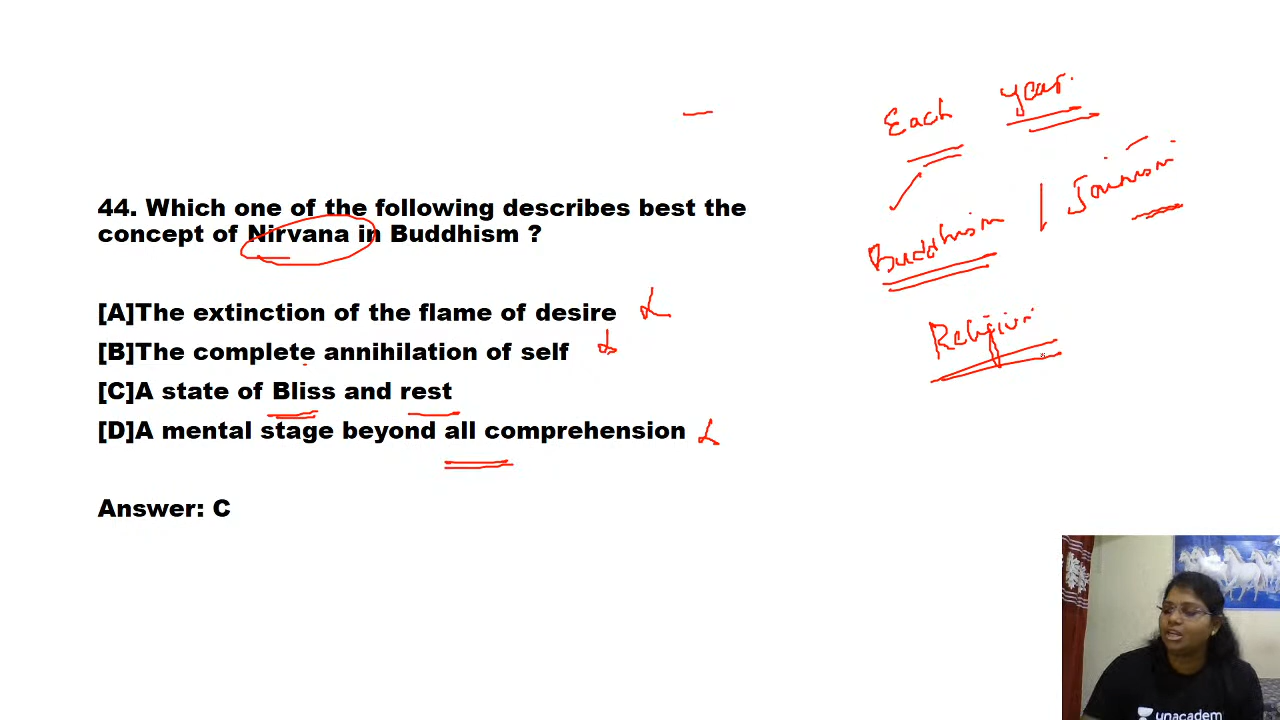 44. Which one of the following describes best the
concept of Nirvana in Buddhism ?
[A]The extinction of the flame of desire
[B]The complete annihilation of self
[C]A state of Bliss and rest
[D]A mental stage beyond all comprehension
Answer: C
Each year.
Buddhism | Jainism
Religion
unacadem